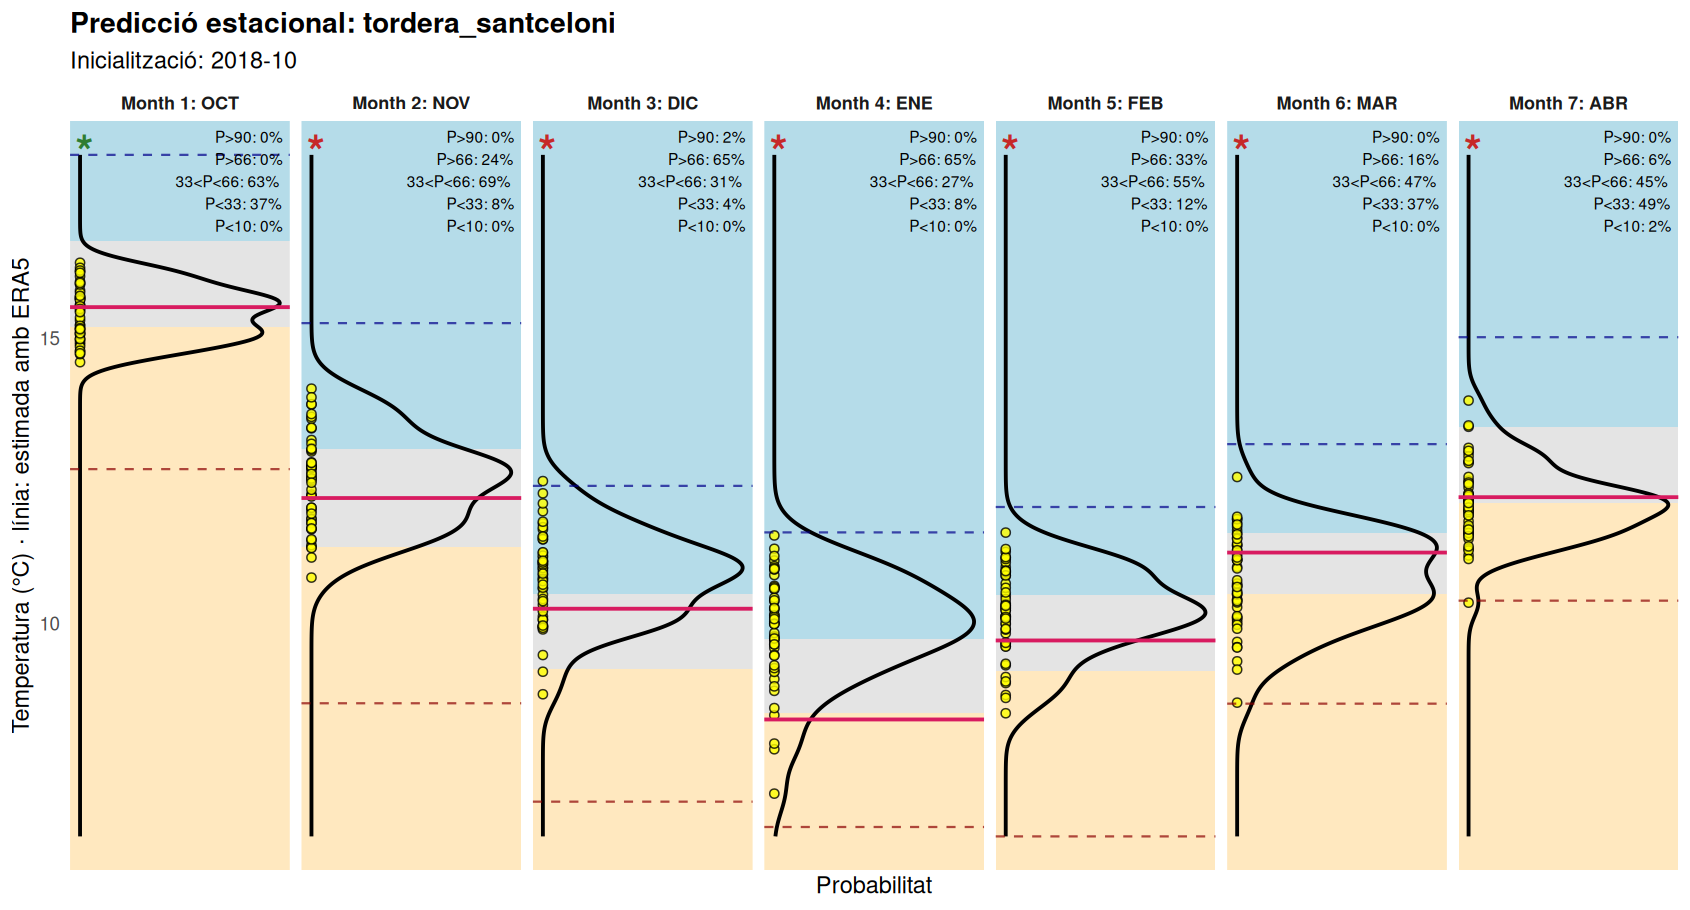 Predicció estacional: tordera_santceloni
Inicialització: 2018-10
Month 1: OCT
Month 2: NOV
Month 3: DIC
Month 4: ENE
Month 5: FEB
Month 6: MAR
Month 7: ABR
*
P>90: 0%
P>66: 0%
33<P<66: 63%
P<33: 37%
P<10: 0%
*
P>90: 0%
P>66: 24%
33<P<66: 69%
P<33: 8%
P<10: 0%
*
P>90: 2%
P>66: 65%
33<P<66: 31%
P<33: 4%
P<10: 0%
*
P>90: 0%
P>66: 65%
33<P<66: 27%
P<33: 8%
P<10: 0%
*
P>90: 0%
P>66: 33%
33<P<66: 55%
P<33: 12%
P<10: 0%
*
P>90: 0%
P>66: 16%
33<P<66: 47%
P<33: 37%
P<10: 0%
*
P>90: 0%
P>66: 6%
33<P<66: 45%
P<33: 49%
P<10: 2%
Temperatura (°C) · línia: estimada amb ERA5
15
10
Probabilitat